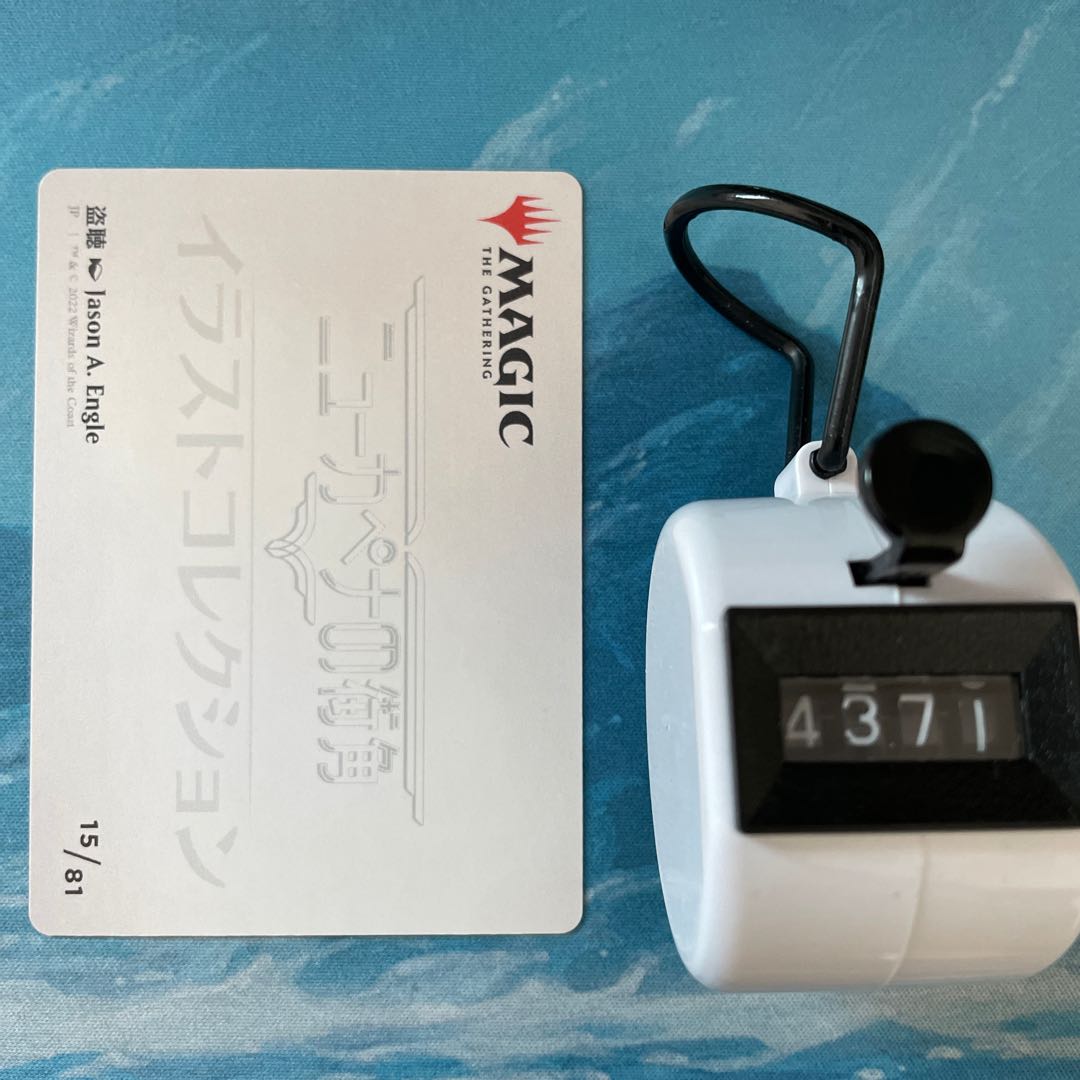 MAGIC
THE GATHERING
ニューカペナの街角
イラストコレクション
盗聴 Jason A. Engle
JP | ™ & © 2022 Wizards of the Coast
15/81
4371